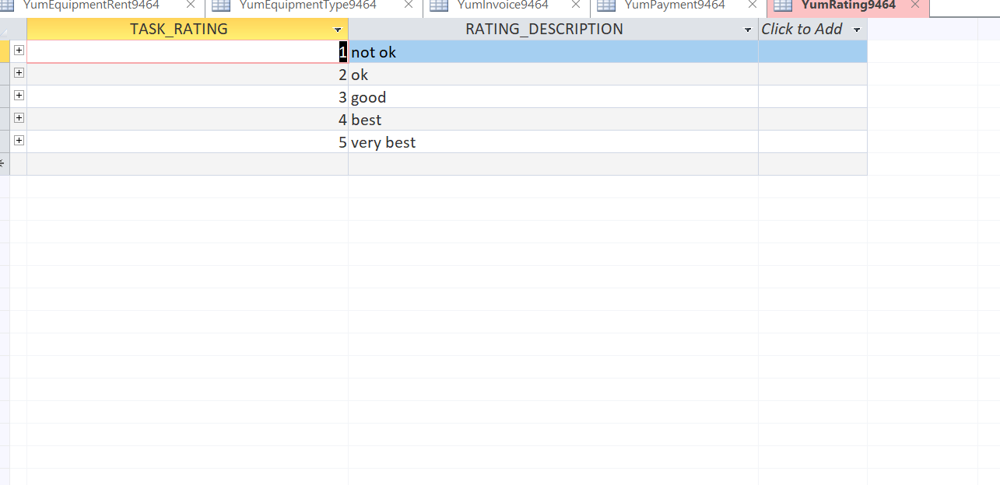 YumEquipmentRent9464 YumEquipmentType9464 YumInvoice9464 YumPayment9464 YumRating9464
TASK_RATING RATING_DESCRIPTION Click to Add
1 not ok
2 ok
3 good
4 best
5 very best